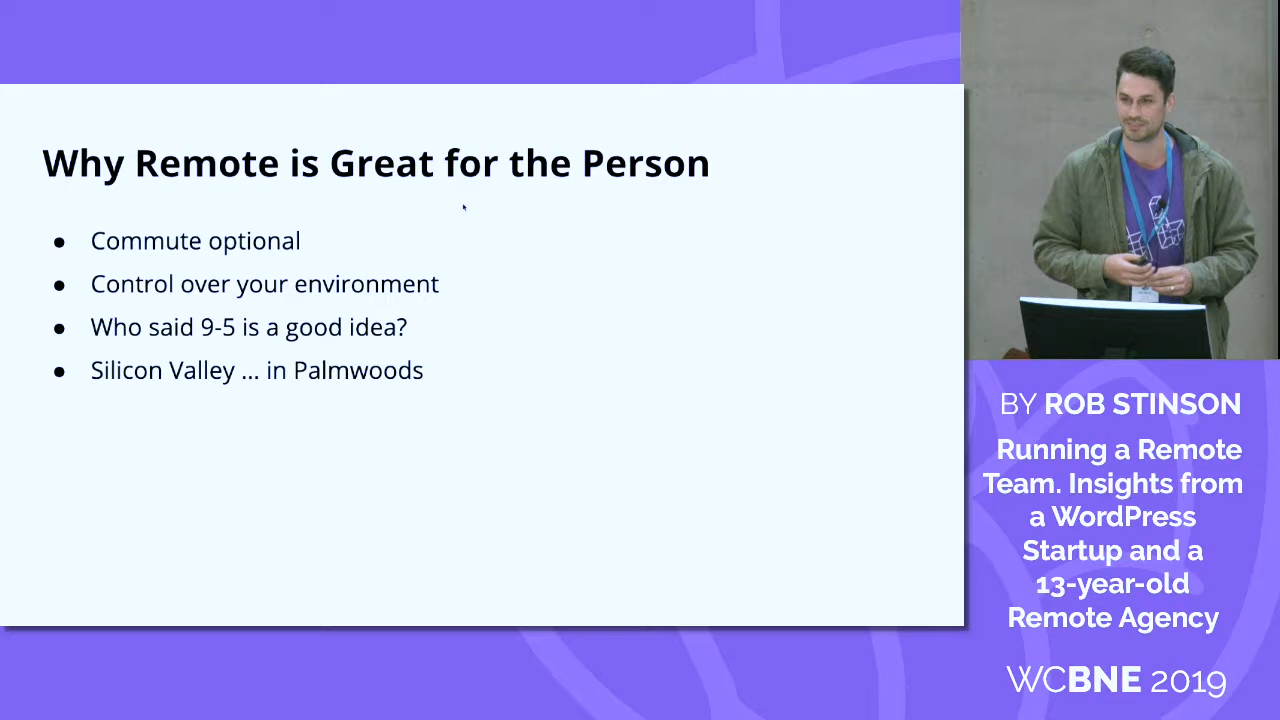 Why Remote is Great for the Person
● Commute optional
● Control over your environment
● Who said 9-5 is a good idea?
● Silicon Valley ... in Palmwoods
BY ROB STINSON
Running a Remote
Team. Insights from
a WordPress
Startup and a
13-year-old
Remote Agency
WCBNE 2019